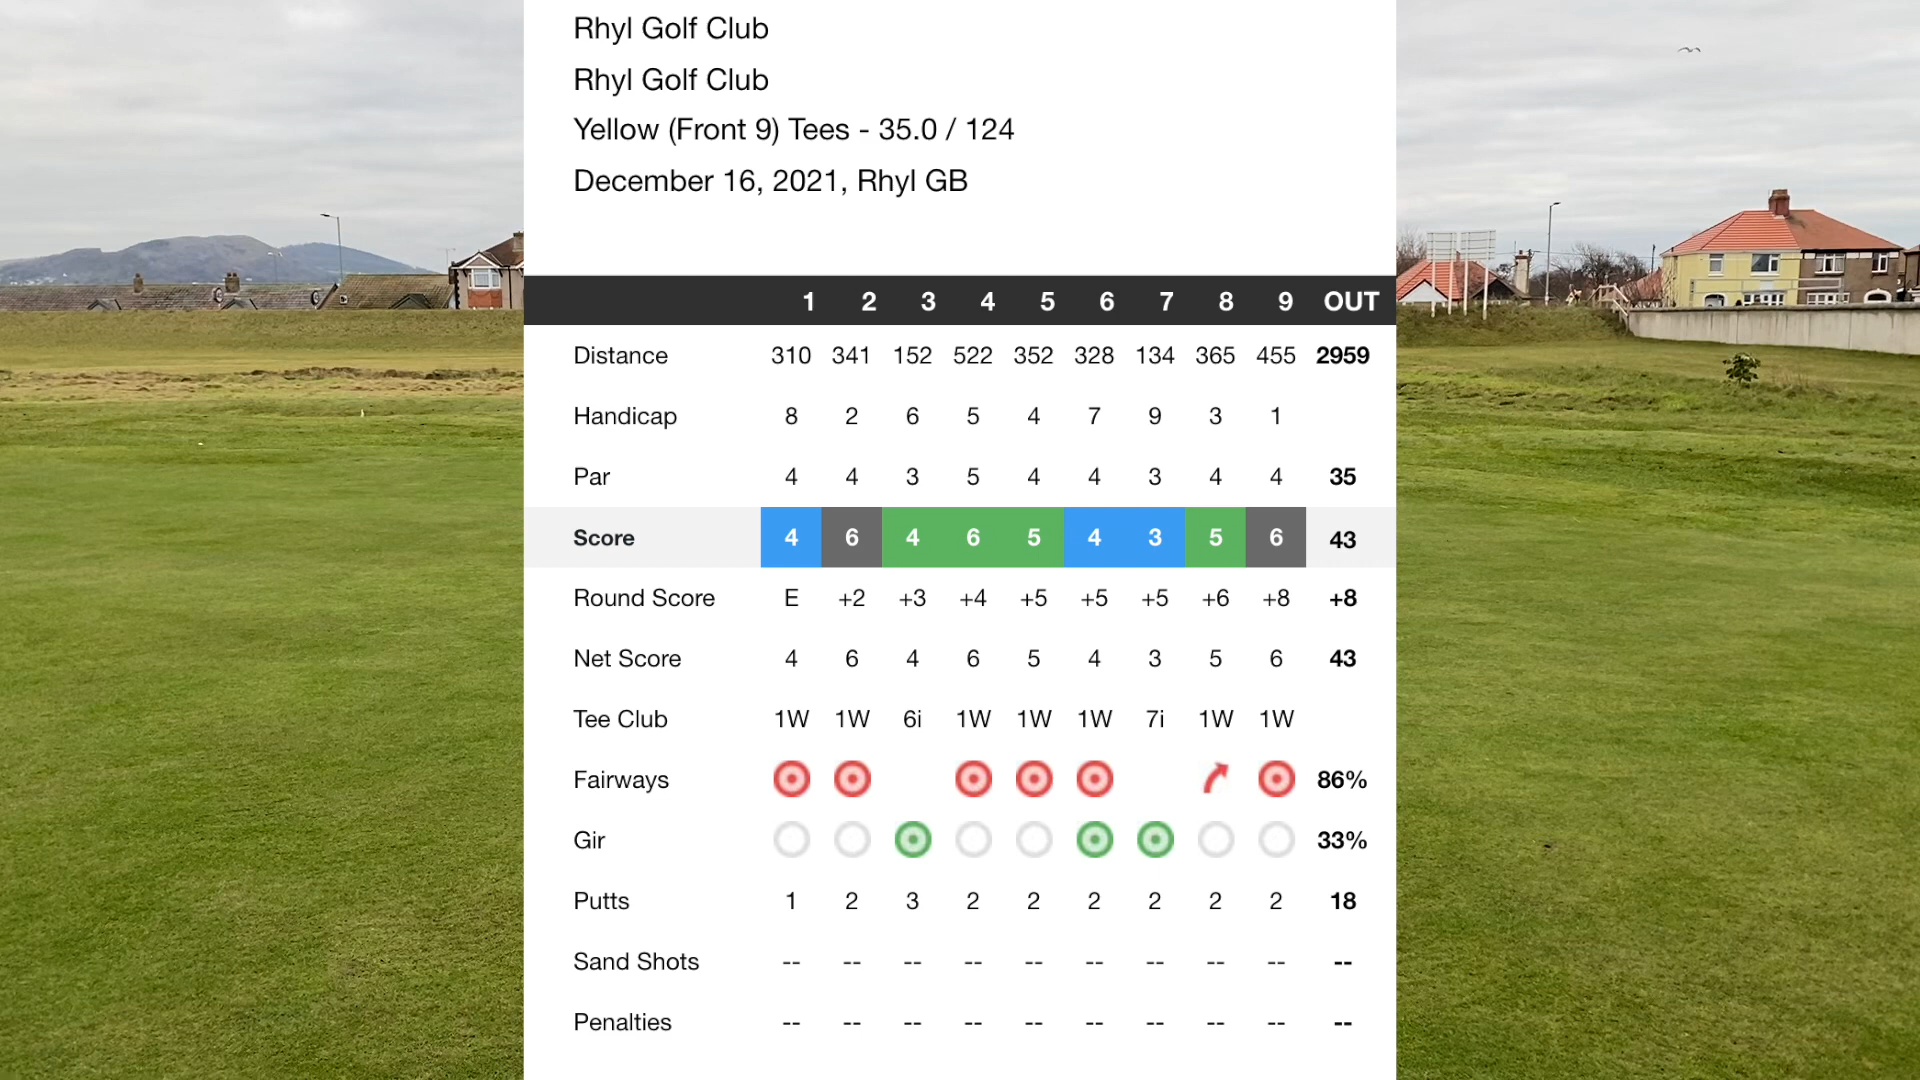 Rhyl Golf Club
Rhyl Golf Club
Yellow (Front 9) Tees - 35.0 / 124
December 16, 2021, Rhyl GB
1 2 3 4 5 6 7 8 9 OUT
Distance 310 341 152 522 352 328 134 365 455 2959
Handicap 8 2 6 5 4 7 9 3 1
Par 4 4 3 5 4 4 3 4 4 35
Score 4 6 4 6 5 4 3 5 6 43
Round Score E +2 +3 +4 +5 +5 +5 +6 +8 +8
Net Score 4 6 4 6 5 4 3 5 6 43
Tee Club 1W 1W 6i 1W 1W 1W 7i 1W 1W
Fairways 86%
Gir 33%
Putts 1 2 3 2 2 2 2 2 2 18
Sand Shots -- -- -- -- -- -- -- -- -- --
Penalties -- -- -- -- -- -- -- -- -- --